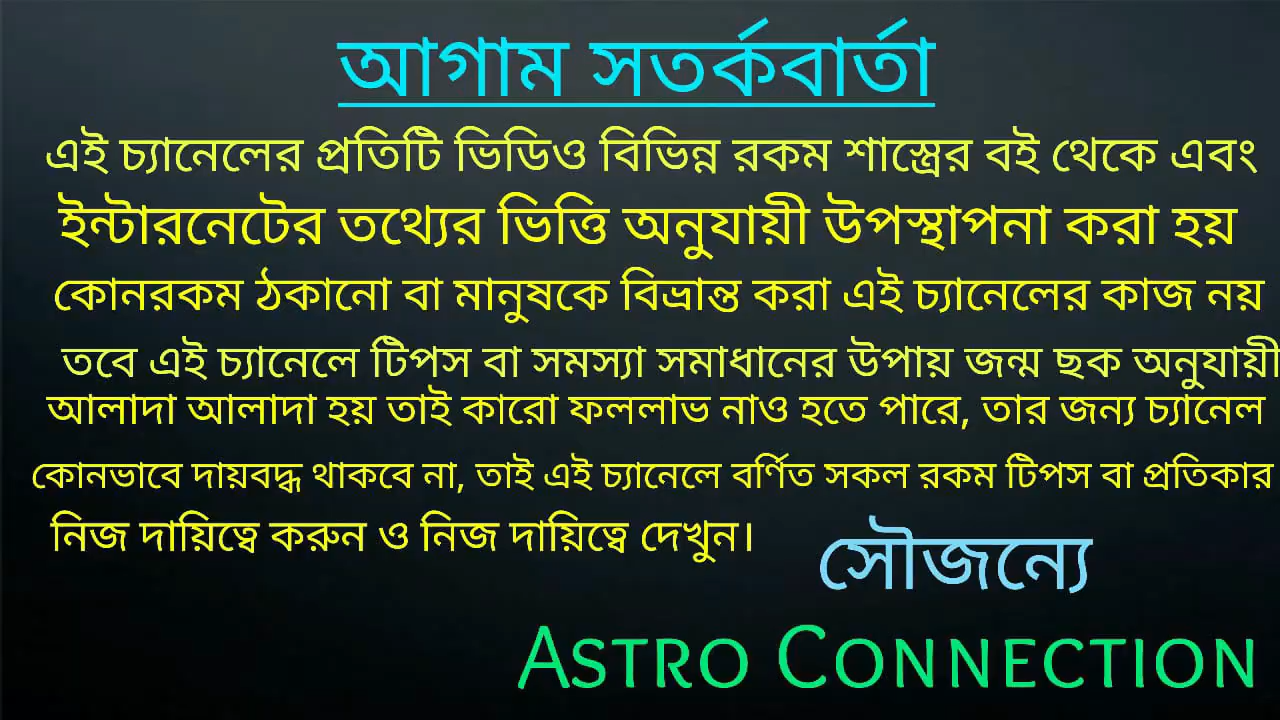 আগাম সতর্কবার্তা
এই চ্যানেলের প্রতিটি ভিডিও বিভিন্ন রকম শাস্ত্রের বই থেকে এবং
ইন্টারনেটের তথ্যের ভিত্তি অনুযায়ী উপস্থাপনা করা হয়
কোনরকম ঠকানো বা মানুষকে বিভ্রান্ত করা এই চ্যানেলের কাজ নয়
তবে এই চ্যানেলে টিপস বা সমস্যা সমাধানের উপায় জন্ম ছক অনুযায়ী
আলাদা আলাদা হয় তাই কারো ফললাভ নাও হতে পারে, তার জন্য চ্যানেল
কোনভাবে দায়বদ্ধ থাকবে না, তাই এই চ্যানেলে বর্ণিত সকল রকম টিপস বা প্রতিকার
নিজ দায়িত্বে করুন ও নিজ দায়িত্বে দেখুন।
সৌজন্যে
ASTRO CONNECTION